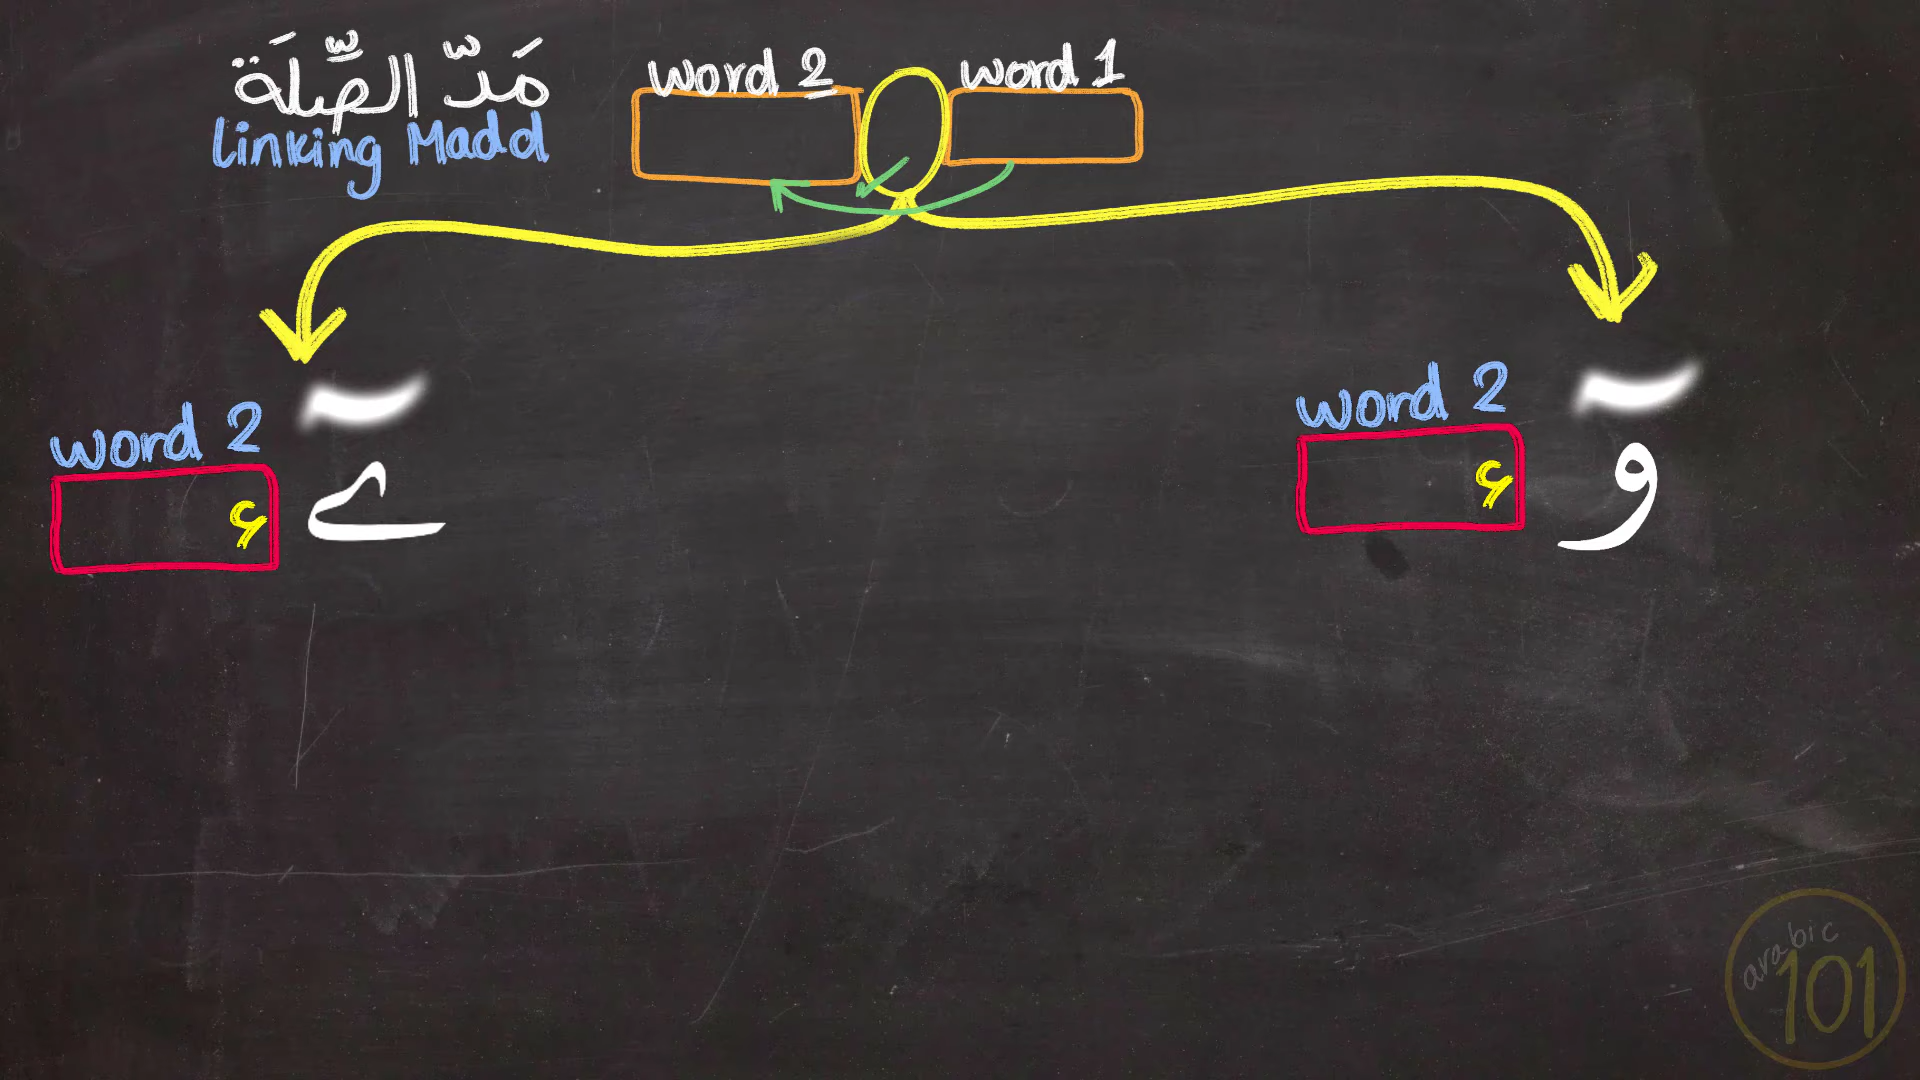 مَدّ الصِّلَة
Linking Madd
word 2
word 1
word 2
ء
ے ٓ
word 2
ء
و ٓ
arabic
101